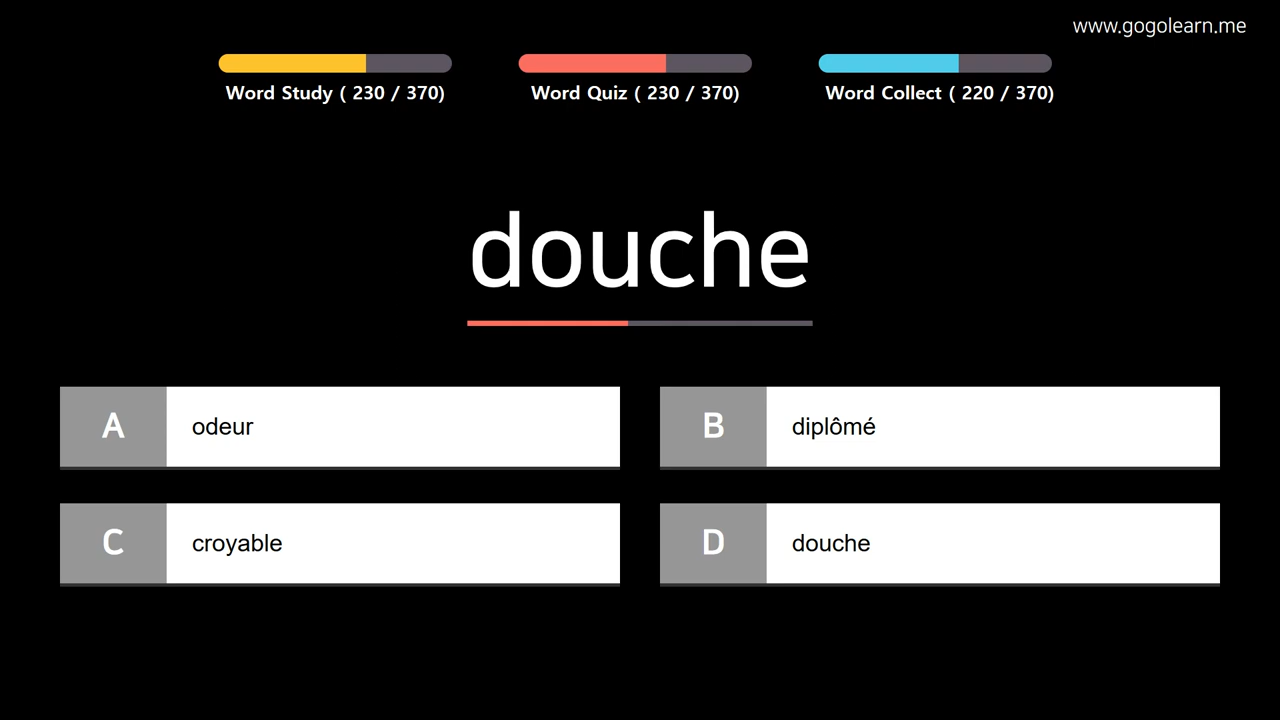 www.gogolearn.me
Word Study ( 230 / 370)
Word Quiz ( 230 / 370)
Word Collect ( 220 / 370)
douche
A odeur
B diplômé
C croyable
D douche